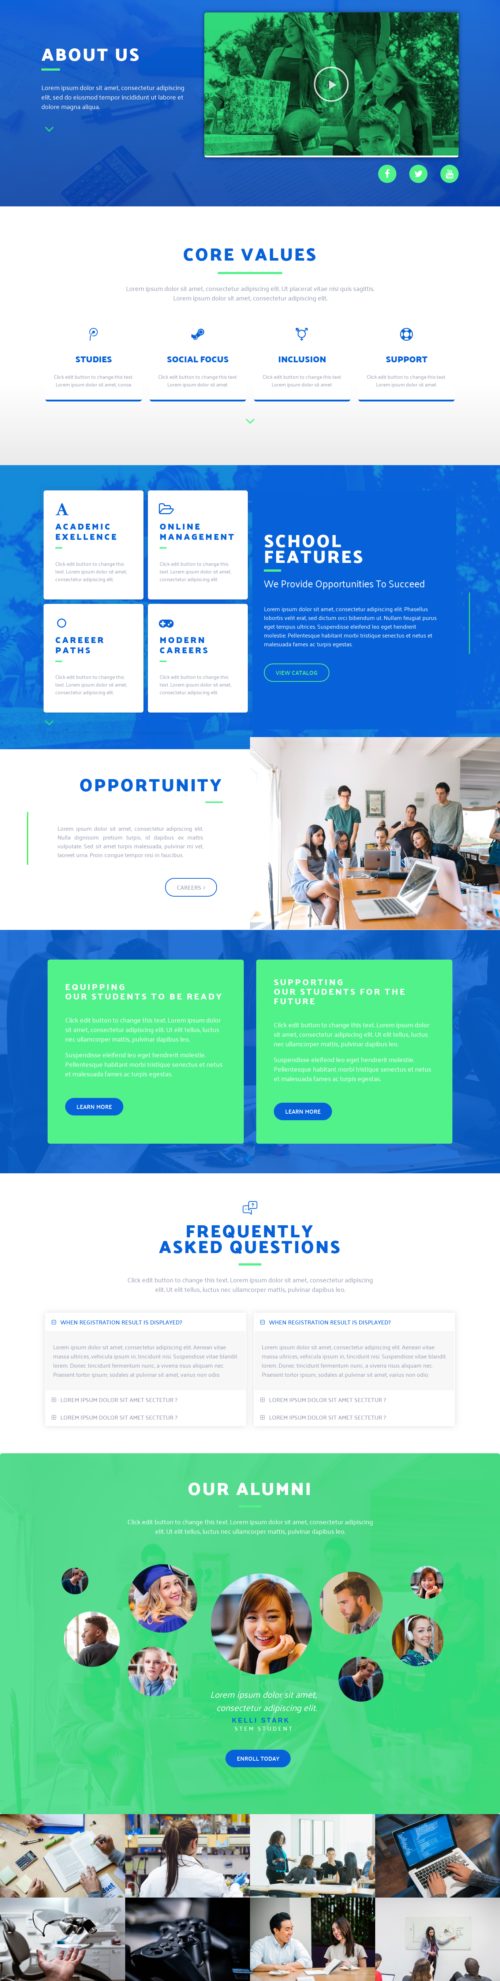 ABOUT US
Lorem ipsum dolor sit amet, consectetur adipiscing
elit, sed do eiusmod tempor incididunt ut labore et
dolore magna aliqua.
CORE VALUES
Lorem ipsum dolor sit amet, consectetur adipiscing elit. Ut placerat vitae nisi quis sagittis.
Lorem ipsum dolor sit amet, consectetur adipiscing elit.
STUDIES
Click edit button to change this text.
Lorem ipsum dolor sit amet, conse.
SOCIAL FOCUS
Click edit button to change this text.
Lorem ipsum dolor sit amet
INCLUSION
Click edit button to change this text.
Lorem ipsum dolor sit amet
SUPPORT
Click edit button to change this text.
Lorem ipsum dolor sit amet
ACADEMIC
EXELLENCE
Click edit button to change this
text. Lorem ipsum dolor sit amet,
consectetur adipiscing elit
ONLINE
MANAGEMENT
Click edit button to change this
text. Lorem ipsum dolor sit amet,
consectetur adipiscing elit
CAREEER
PATHS
Click edit button to change this
text. Lorem ipsum dolor sit amet,
consectetur adipiscing elit
MODERN
CAREERS
Click edit button to change this
text. Lorem ipsum dolor sit amet,
consectetur adipiscing elit
SCHOOL
FEATURES
We Provide Opportunities To Succeed
Lorem ipsum dolor sit amet, consectetur adipiscing elit. Phasellus
lobortis velit erat, sed dictum orci bibendum ut. Nullam feugiat purus
eget tempus ultrices. Suspendisse eleifend leo eget hendrerit
molestie. Pellentesque habitant morbi tristique senectus et netus et
malesuada fames.
VIEW CATALOG
OPPORTUNITY
Lorem ipsum dolor sit amet, consectetur adipiscing elit.
Nulla dignissim pretium turpis, id dapibus ex mattis
volputate. Sed sit amet turpis malesuada, pulvinar mi vel,
laoreet urna. Proin congue tempor nisi in faucibus.
CAREERS ›
EQUIPPING
OUR STUDENTS TO BE READY
Click edit button to change this text. Lorem ipsum dolor sit
amet, consectetur adipiscing elit. Ut elit tellus, luctus
nec ullamcorper mattis, pulvinar dapibus leo.
Suspendisse eleifend leo eget hendrerit molestie.
Pellentesque habitant morbi tristique senectus et netus
et malesuada fames ac turpis egestas.
LEARN MORE
SUPPORTING
OUR STUDENTS FOR THE
FUTURE
Click edit button to change this text. Lorem ipsum dolor sit
amet, consectetur adipiscing elit. Ut elit tellus, luctus
nec ullamcorper mattis, pulvinar dapibus leo.
Suspendisse eleifend leo eget hendrerit molestie.
Pellentesque habitant morbi tristique senectus et netus
et malesuada fames ac turpis egestas.
LEARN MORE
FREQUENTLY
ASKED QUESTIONS
Click edit button to change this text. Lorem ipsum dolor sit amet, consectetur adipiscing
elit. Ut elit tellus, luctus nec ullamcorper mattis, pulvinar dapibus leo.
WHEN REGISTRATION RESULT IS DISPLAYED?
Lorem ipsum dolor sit amet, consectetur adipiscing elit. Aenean vitae
massa ultrices, vehicula ipsum in, tincidunt nisi. Suspendisse vitae blandit
lorem. Donec tincidunt fermentum nunc, a viverra risus aliquam nec.
Praesent tortor ipsum, sodales at pulvinar sit amet, viverra non odio.
LOREM IPSUM DOLOR SIT AMET SECTETUR ?
LOREM IPSUM DOLOR SIT AMET SECTETUR ?
WHEN REGISTRATION RESULT IS DISPLAYED?
Lorem ipsum dolor sit amet, consectetur adipiscing elit. Aenean vitae
massa ultrices, vehicula ipsum in, tincidunt nisi. Suspendisse vitae blandit
lorem. Donec tincidunt fermentum nunc, a viverra risus aliquam nec.
Praesent tortor ipsum, sodales at pulvinar sit amet, viverra non odio
LOREM IPSUM DOLOR SIT AMET SECTETUR ?
LOREM IPSUM DOLOR SIT AMET SECTETUR ?
OUR ALUMNI
Click edit button to change this text. Lorem ipsum dolor sit amet, consectetur adipiscing
elit. Ut elit tellus, luctus nec ullamcorper mattis, pulvinar dapibus leo.
Lorem ipsum dolor sit amet,
consectetur adipiscing elit.
KELLI STARK
STEM STUDENT
ENROLL TODAY